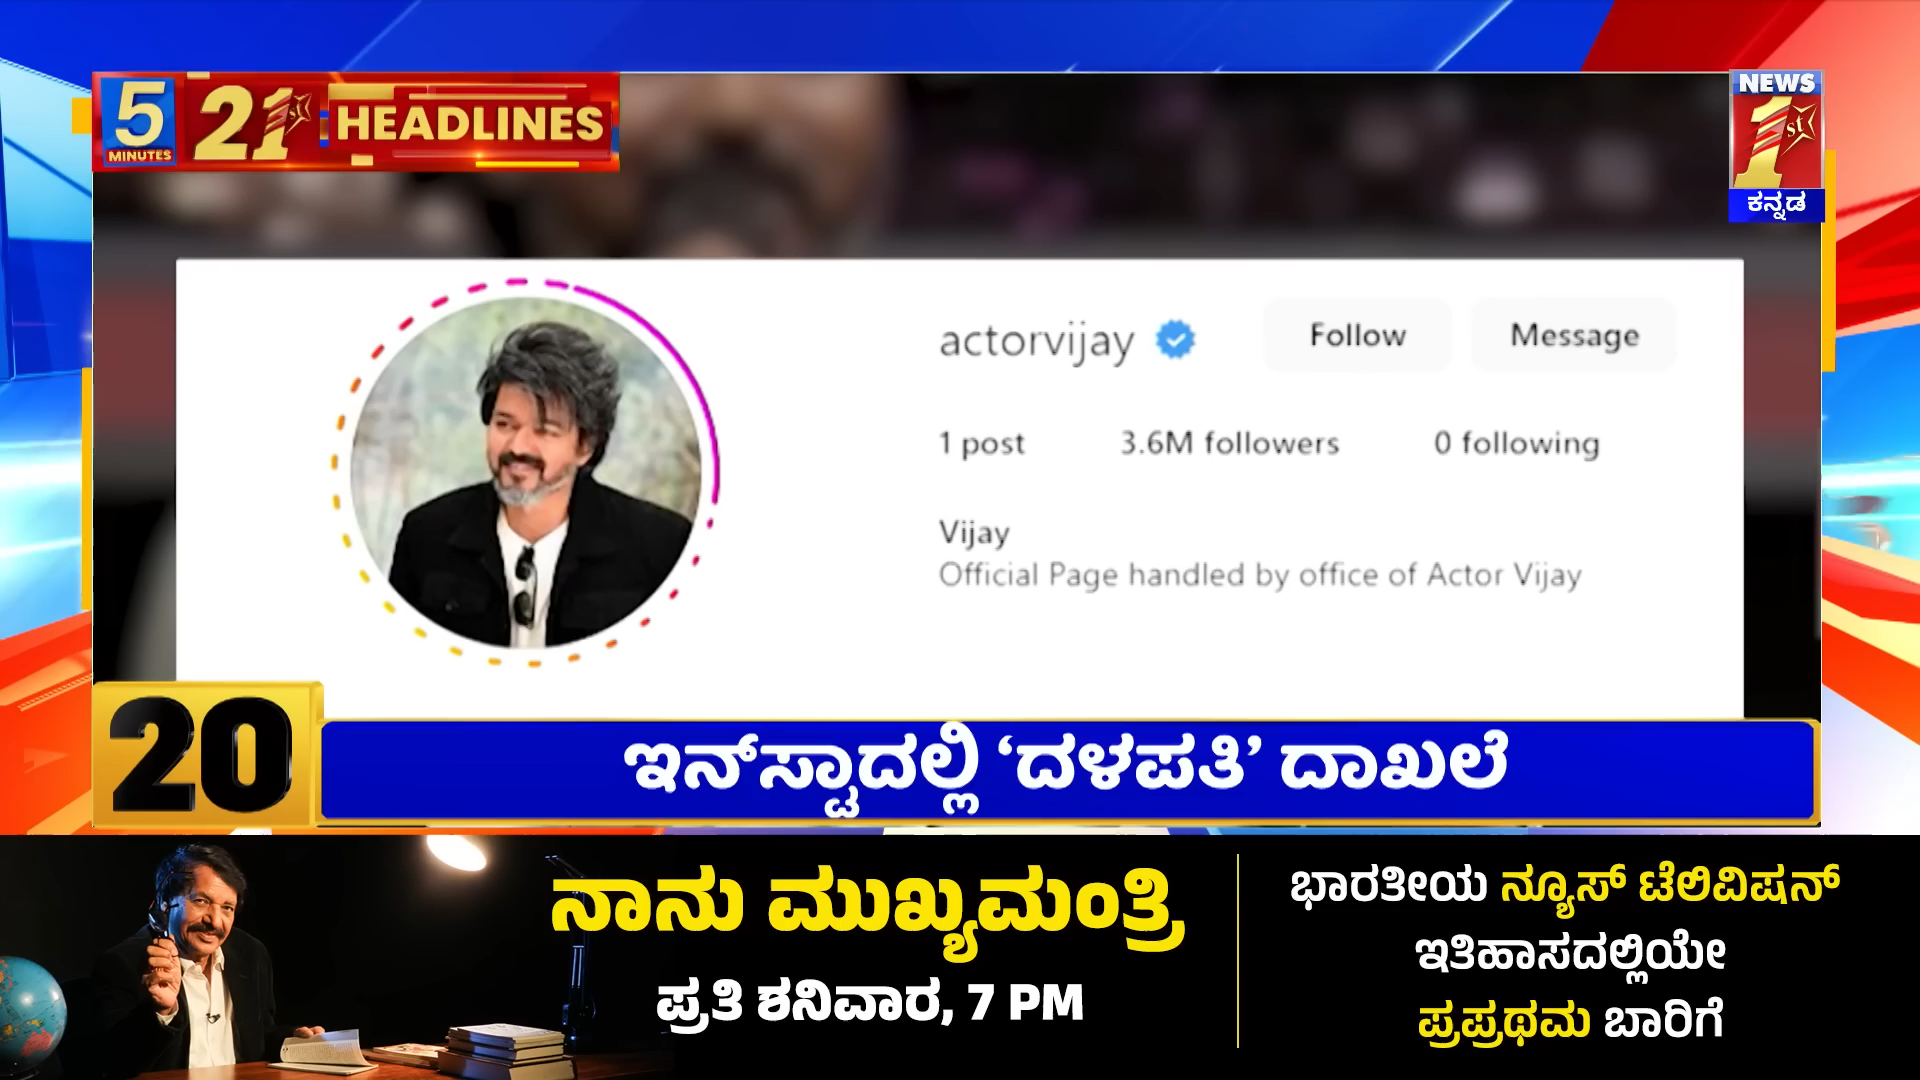 5
MINUTES
21st
HEADLINES
NEWS
1st
ಕನ್ನಡ
actorvijay
Follow
Message
1 post
3.6M followers
0 following
Vijay
Official Page handled by office of Actor Vijay
20
ಇನ್‌ಸ್ಟಾದಲ್ಲಿ ‘ದಳಪತಿ’ ದಾಖಲೆ
ನಾನು ಮುಖ್ಯಮಂತ್ರಿ
ಪ್ರತಿ ಶನಿವಾರ, 7 PM
ಭಾರತೀಯ ನ್ಯೂಸ್ ಟೆಲಿವಿಷನ್
ಇತಿಹಾಸದಲ್ಲಿಯೇ
ಪ್ರಪ್ರಥಮ ಬಾರಿಗೆ